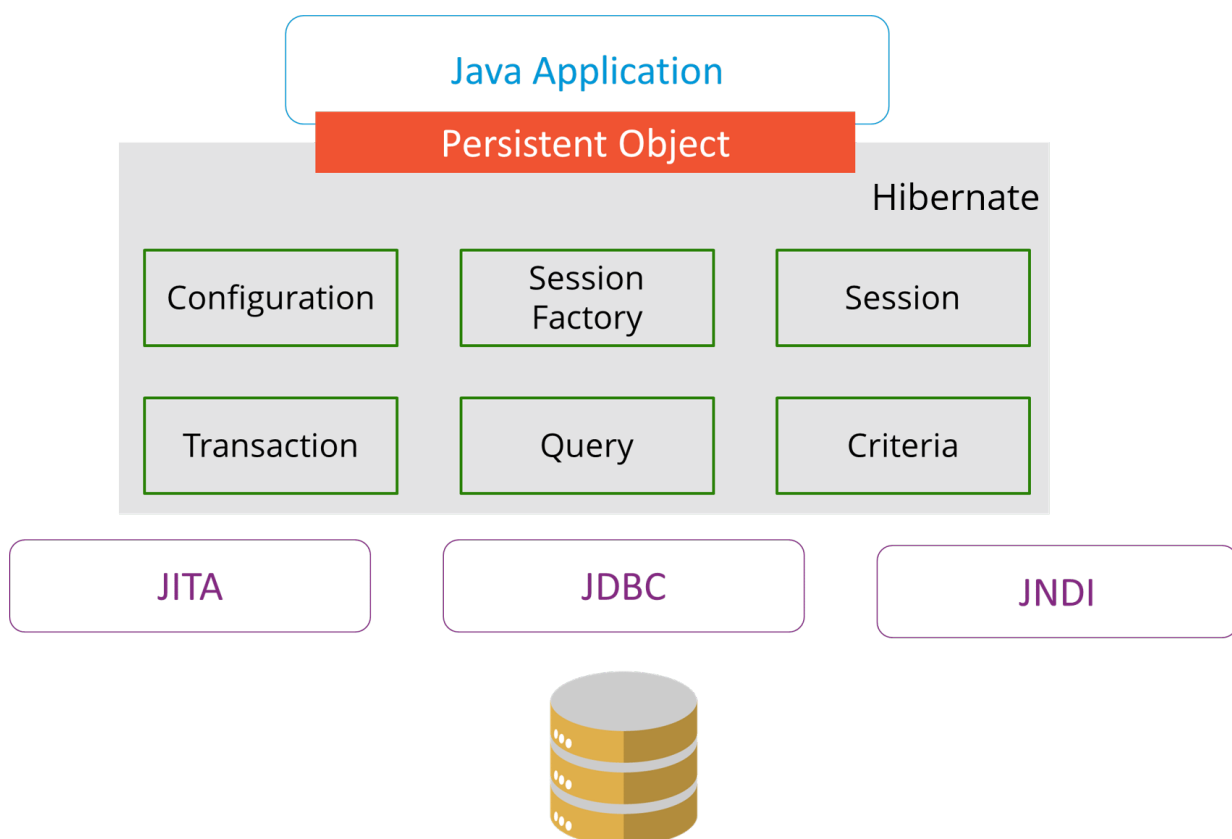 Java Application
Persistent Object
Hibernate
Configuration
Session
Factory
Session
Transaction
Query
Criteria
JITA
JDBC
JNDI